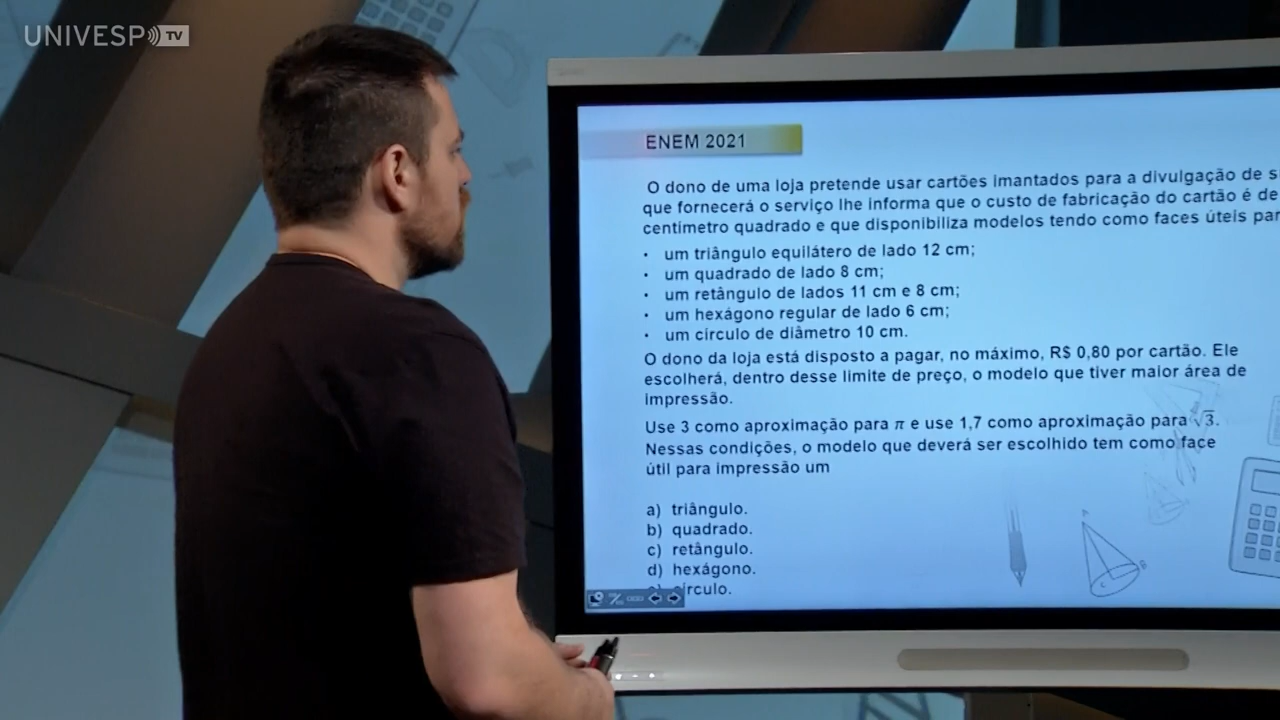 UNIVESP TV
ENEM 2021
O dono de uma loja pretende usar cartões imantados para a divulgação de
que fornecerá o serviço lhe informa que o custo de fabricação do cartão é de
centímetro quadrado e que disponibiliza modelos tendo como faces úteis
• um triângulo equilátero de lado 12 cm;
• um quadrado de lado 8 cm;
• um retângulo de lados 11 cm e 8 cm;
• um hexágono regular de lado 6 cm;
• um círculo de diâmetro 10 cm.
O dono da loja está disposto a pagar, no máximo, R$ 0,80 por cartão. Ele
escolherá, dentro desse limite de preço, o modelo que tiver maior área de
impressão.
Use 3 como aproximação para π e use 1,7 como aproximação para √3.
Nessas condições, o modelo que deverá ser escolhido tem como face
útil para impressão um
a) triângulo.
b) quadrado.
c) retângulo.
d) hexágono.
círculo.